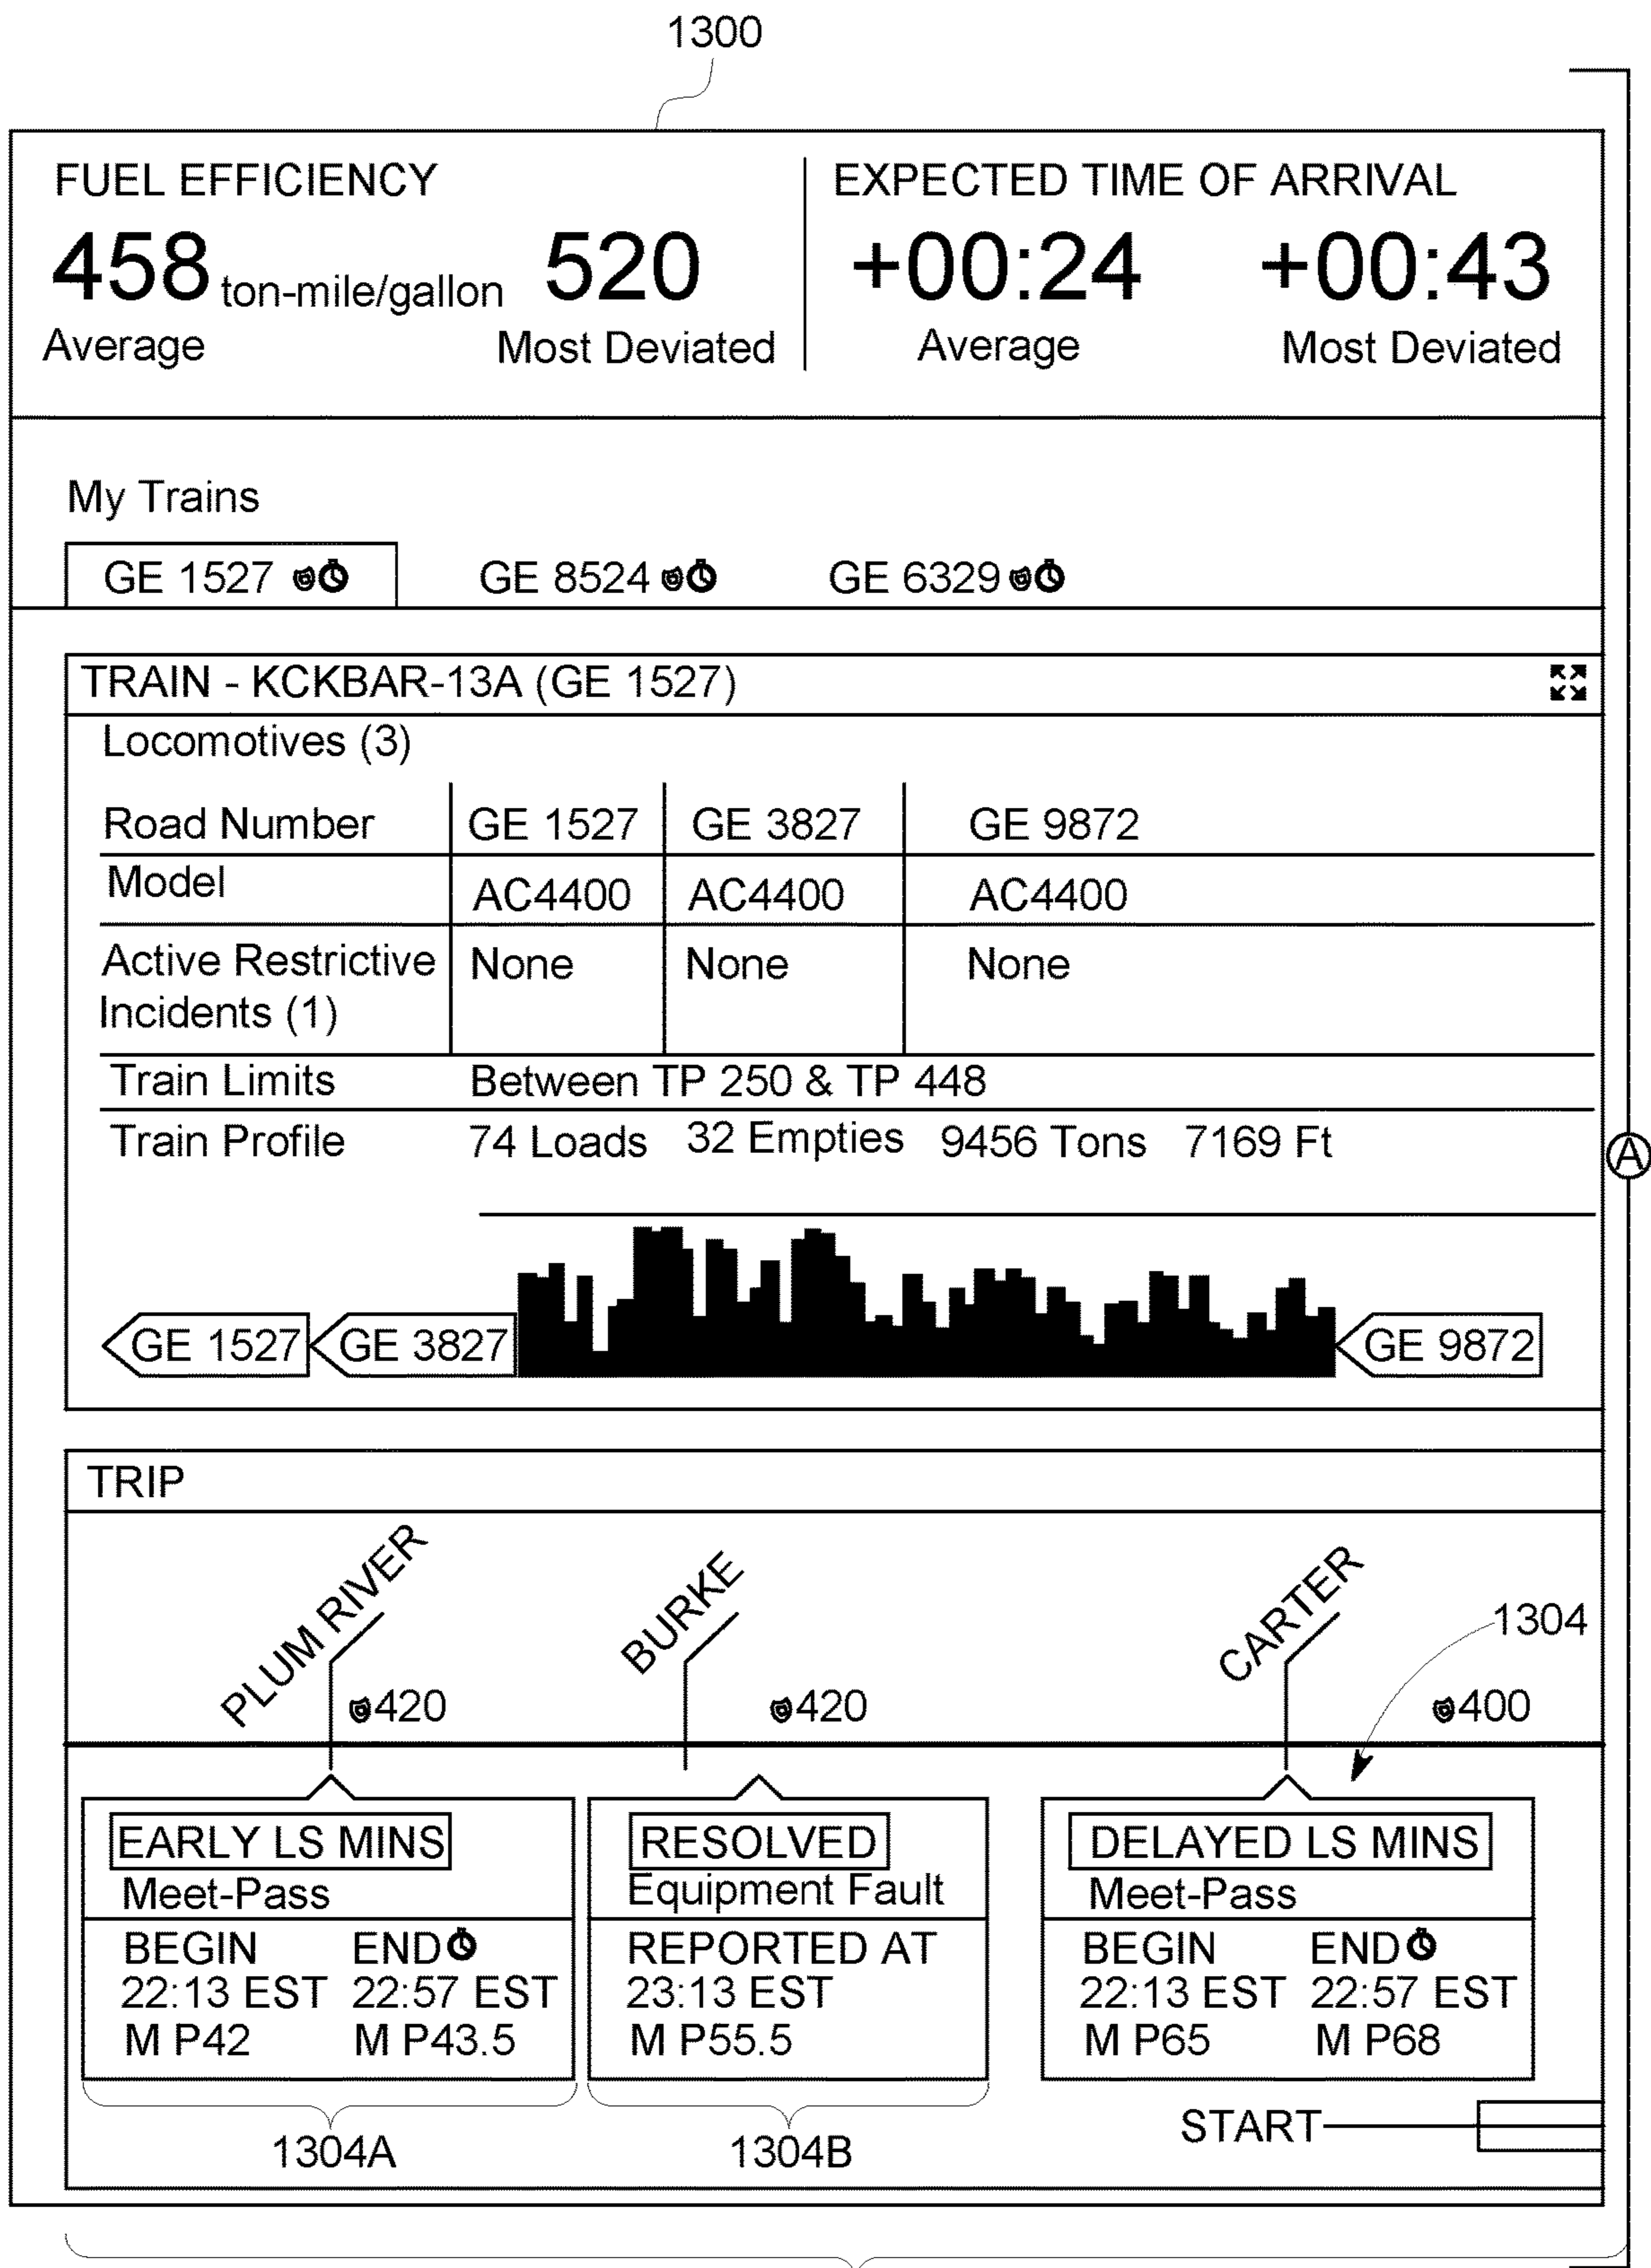 1300
FUEL EFFICIENCY EXPECTED TIME OF ARRIVAL
458 ton-mile/gallon 520 +00:24 +00:43
Average Most Deviated Average Most Deviated
My Trains
GE 1527 GE 8524 GE 6329
TRAIN - KCKBAR-13A (GE 1527)
Locomotives (3)
Road Number GE 1527 GE 3827 GE 9872
Model AC4400 AC4400 AC4400
Active Restrictive None None None
Incidents (1)
Train Limits Between TP 250 & TP 448
Train Profile 74 Loads 32 Empties 9456 Tons 7169 Ft
A
GE 1527 GE 3827 GE 9872
TRIP
PLUM RIVER BURKE CARTER
1304
420 420 400
EARLY LS MINS RESOLVED DELAYED LS MINS
Meet-Pass Equipment Fault Meet-Pass
BEGIN END REPORTED AT BEGIN END
22:13 EST 22:57 EST 23:13 EST 22:13 EST 22:57 EST
M P42 M P43.5 M P55.5 M P65 M P68
START
1304A 1304B